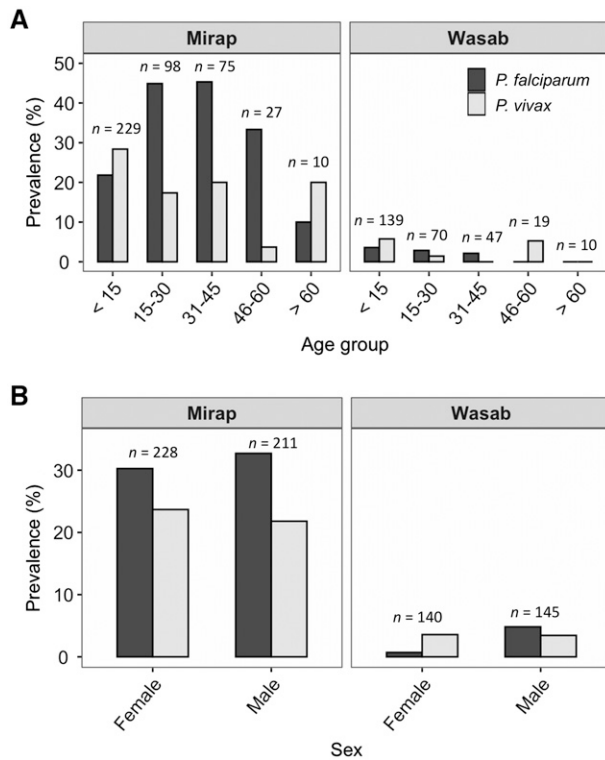 A
Mirap
Wasab
Prevalence (%)
50
40
30
20
10
0
n = 229
n = 98
n = 75
n = 27
n = 10
P. falciparum
P. vivax
n = 139
n = 70
n = 47
n = 19
n = 10
< 15
15-30
31-45
46-60
> 60
< 15
15-30
31-45
46-60
> 60
Age group
B
Mirap
Wasab
Prevalence (%)
30
20
10
0
n = 228
n = 211
n = 140
n = 145
Female
Male
Female
Male
Sex